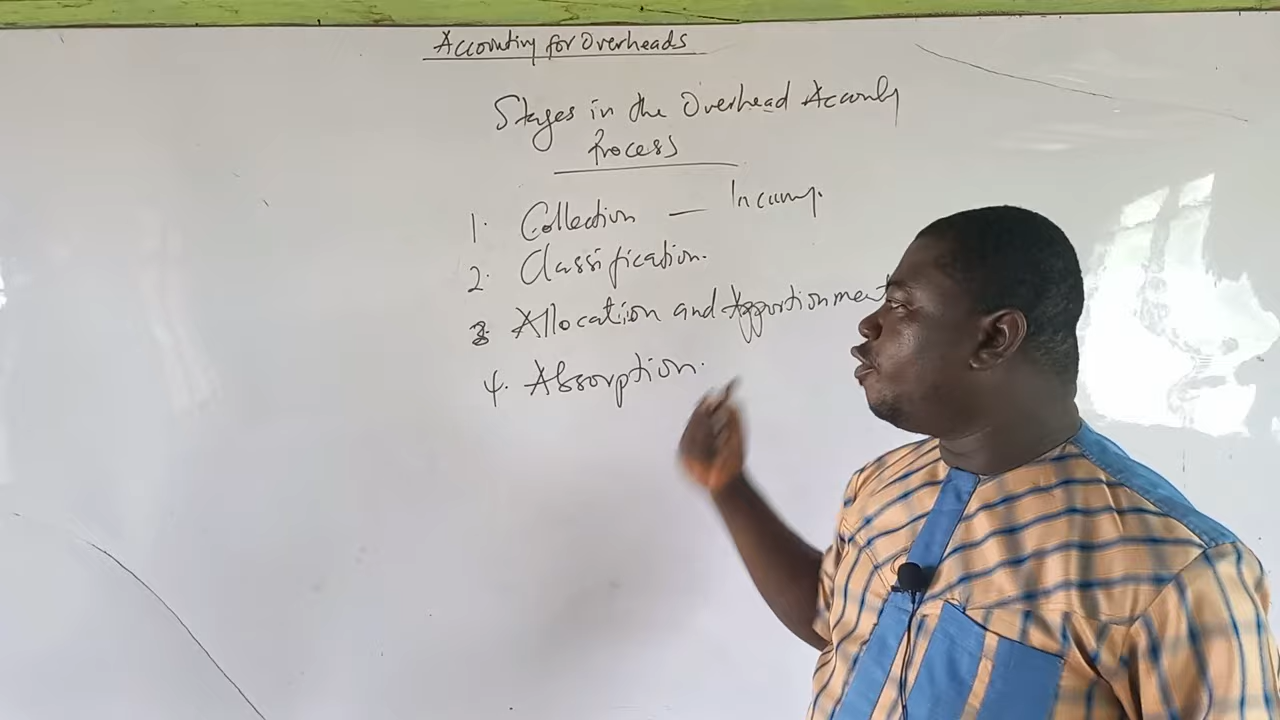 Accounting for Overheads
Stages in the Overhead Accounting
Process
1. Collection —
2. Classification.
3. Allocation and Apportionment
4. Absorption.